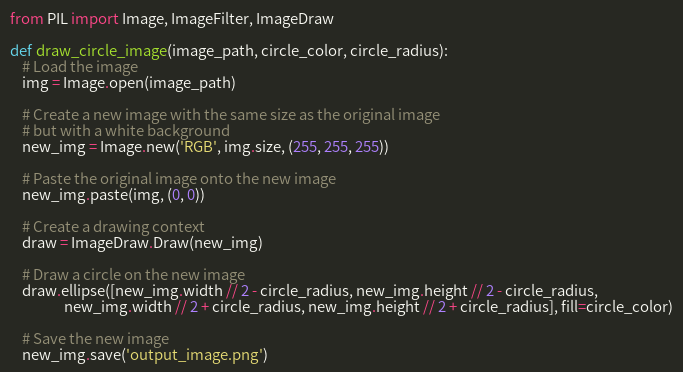 from PIL import Image, ImageFilter, ImageDraw
def draw_circle_image(image_path, circle_color, circle_radius):
# Load the image
img = Image.open(image_path)
# Create a new image with the same size as the original image
# but with a white background
new_img = Image.new('RGB', img.size, (255, 255, 255))
# Paste the original image onto the new image
new_img.paste(img, (0, 0))
# Create a drawing context
draw = ImageDraw.Draw(new_img)
# Draw a circle on the new image
draw.ellipse([new_img.width // 2 - circle_radius, new_img.height // 2 - circle_radius,
new_img.width // 2 + circle_radius, new_img.height // 2 + circle_radius], fill=circle_color)
# Save the new image
new_img.save('output_image.png')